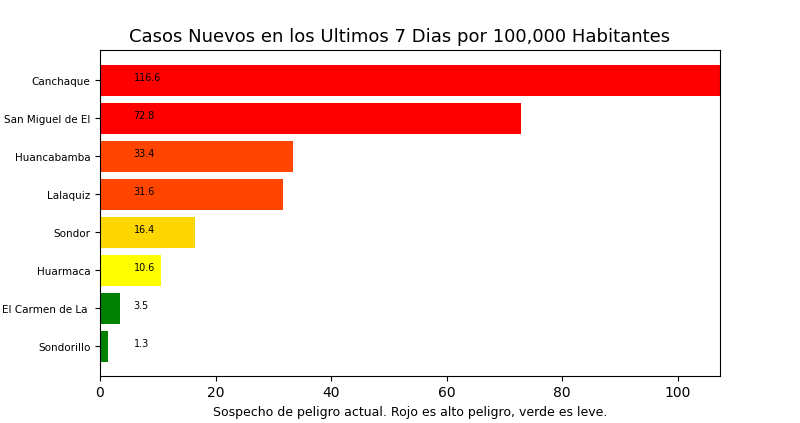 Casos Nuevos en los Ultimos 7 Dias por 100,000 Habitantes
Canchaque 116.6
San Miguel de El 72.8
Huancabamba 33.4
Lalaquiz 31.6
Sondor 16.4
Huarmaca 10.6
El Carmen de La 3.5
Sondorillo 1.3
0 20 40 60 80 100
Sospecho de peligro actual. Rojo es alto peligro, verde es leve.